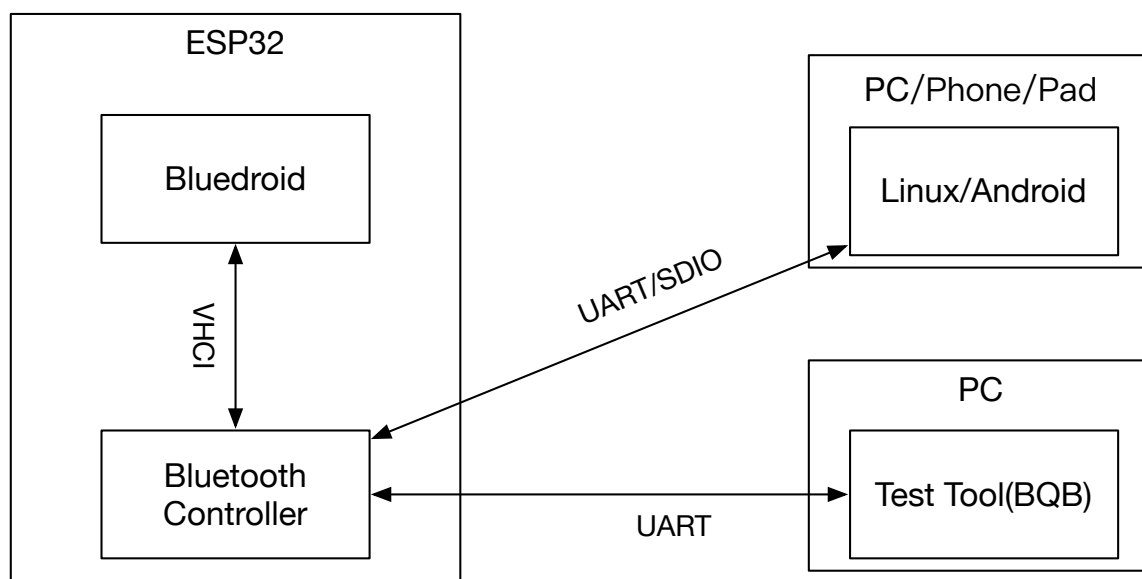 ESP32
Bluedroid
VHCI
Bluetooth
Controller
UART/SDIO
UART
PC/Phone/Pad
Linux/Android
PC
Test Tool(BQB)